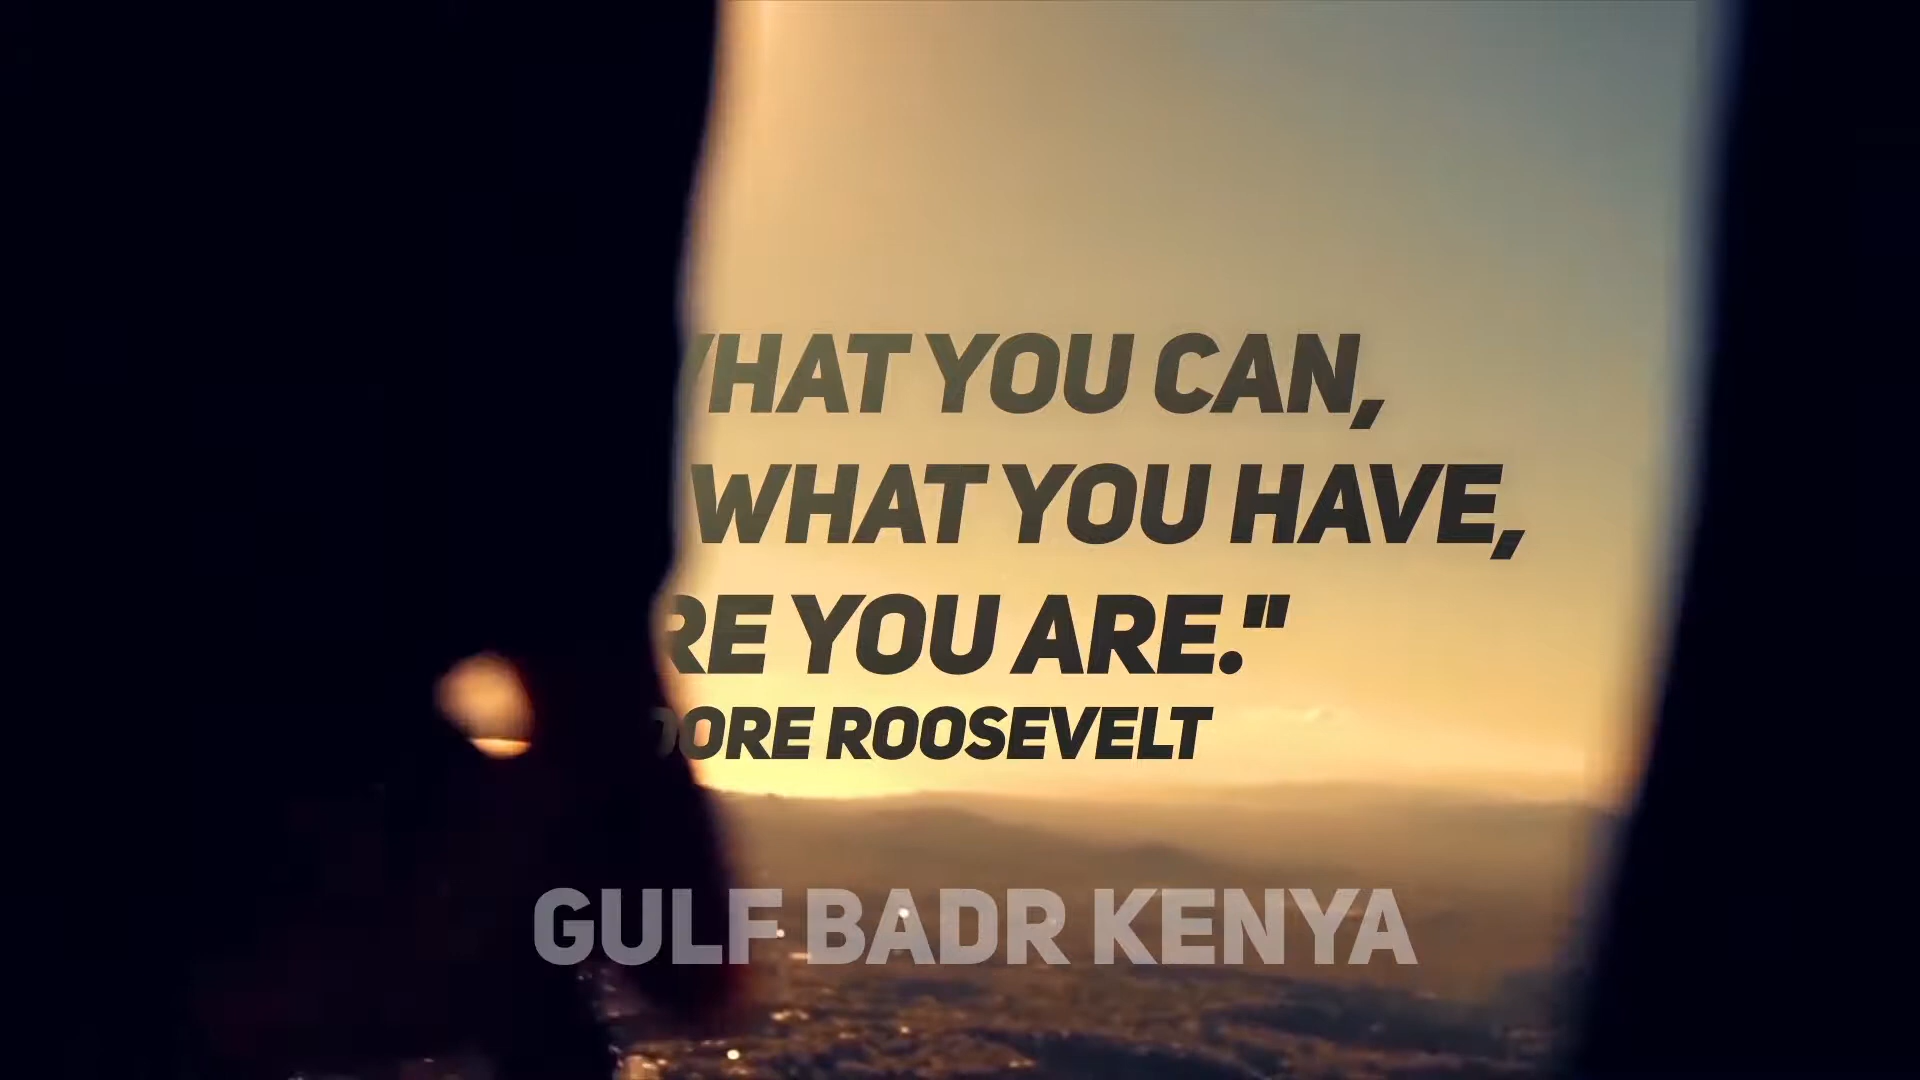 WHAT YOU CAN,
WHAT YOU HAVE,
RE YOU ARE."
DORE ROOSEVELT
GULF BADR KENYA